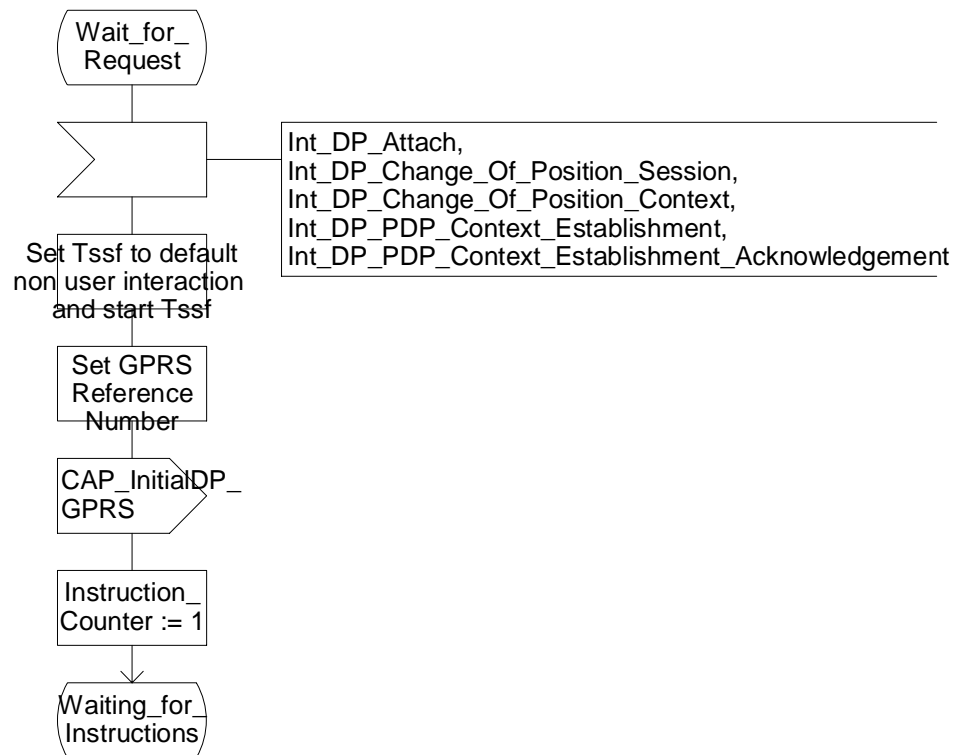 Wait_for_
Request
Int_DP_Attach,
Int_DP_Change_Of_Position_Session,
Int_DP_Change_Of_Position_Context,
Int_DP_PDP_Context_Establishment,
Int_DP_PDP_Context_Establishment_Acknowledgement
Set Tssf to default
non user interaction
and start Tssf
Set GPRS
Reference
Number
CAP_InitialDP_
GPRS
Instruction_
Counter := 1
Waiting_for_
Instructions